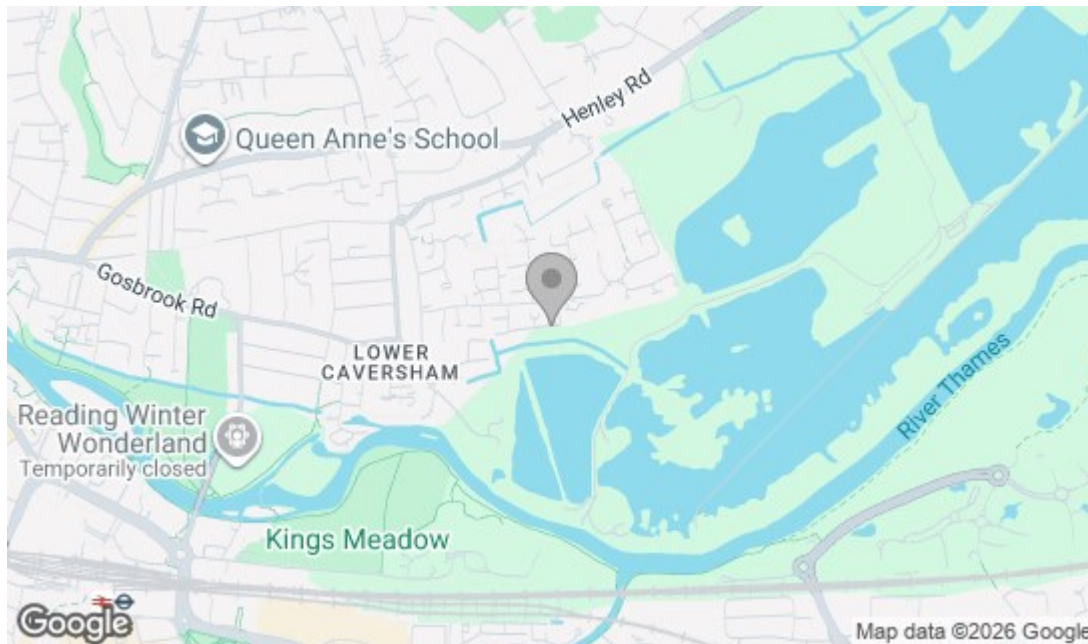 Henley Rd
Queen Anne's School
Gosbrook Rd
LOWER
CAVERSHAM
Reading Winter
Wonderland
Temporarily closed
River Thames
Kings Meadow
Google
Map data ©2026 Google